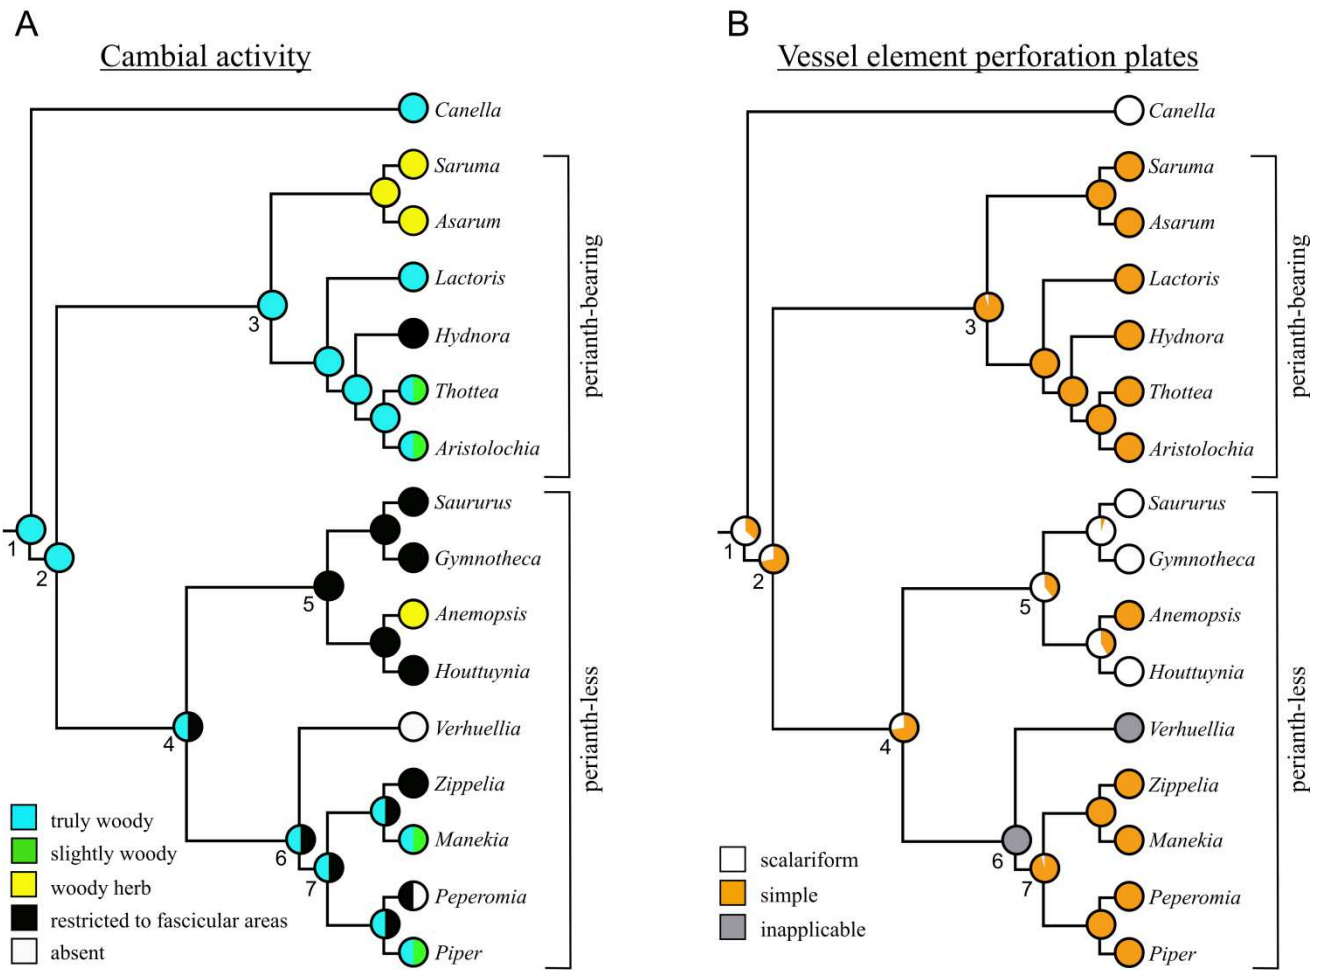 A
Cambial activity
Canella
Saruma
Asarum
Lactoris
Hydnora
Thottea
Aristolochia
Saururus
Gymnotheca
Anemopsis
Houttuynia
Verhuellia
Zippelia
Manekia
Peperomia
Piper
perianth-bearing
perianth-less
1
2
3
4
5
6
7
truly woody
slightly woody
woody herb
restricted to fascicular areas
absent
B
Vessel element perforation plates
Canella
Saruma
Asarum
Lactoris
Hydnora
Thottea
Aristolochia
Saururus
Gymnotheca
Anemopsis
Houttuynia
Verhuellia
Zippelia
Manekia
Peperomia
Piper
perianth-bearing
perianth-less
1
2
3
4
5
6
7
scalariform
simple
inapplicable